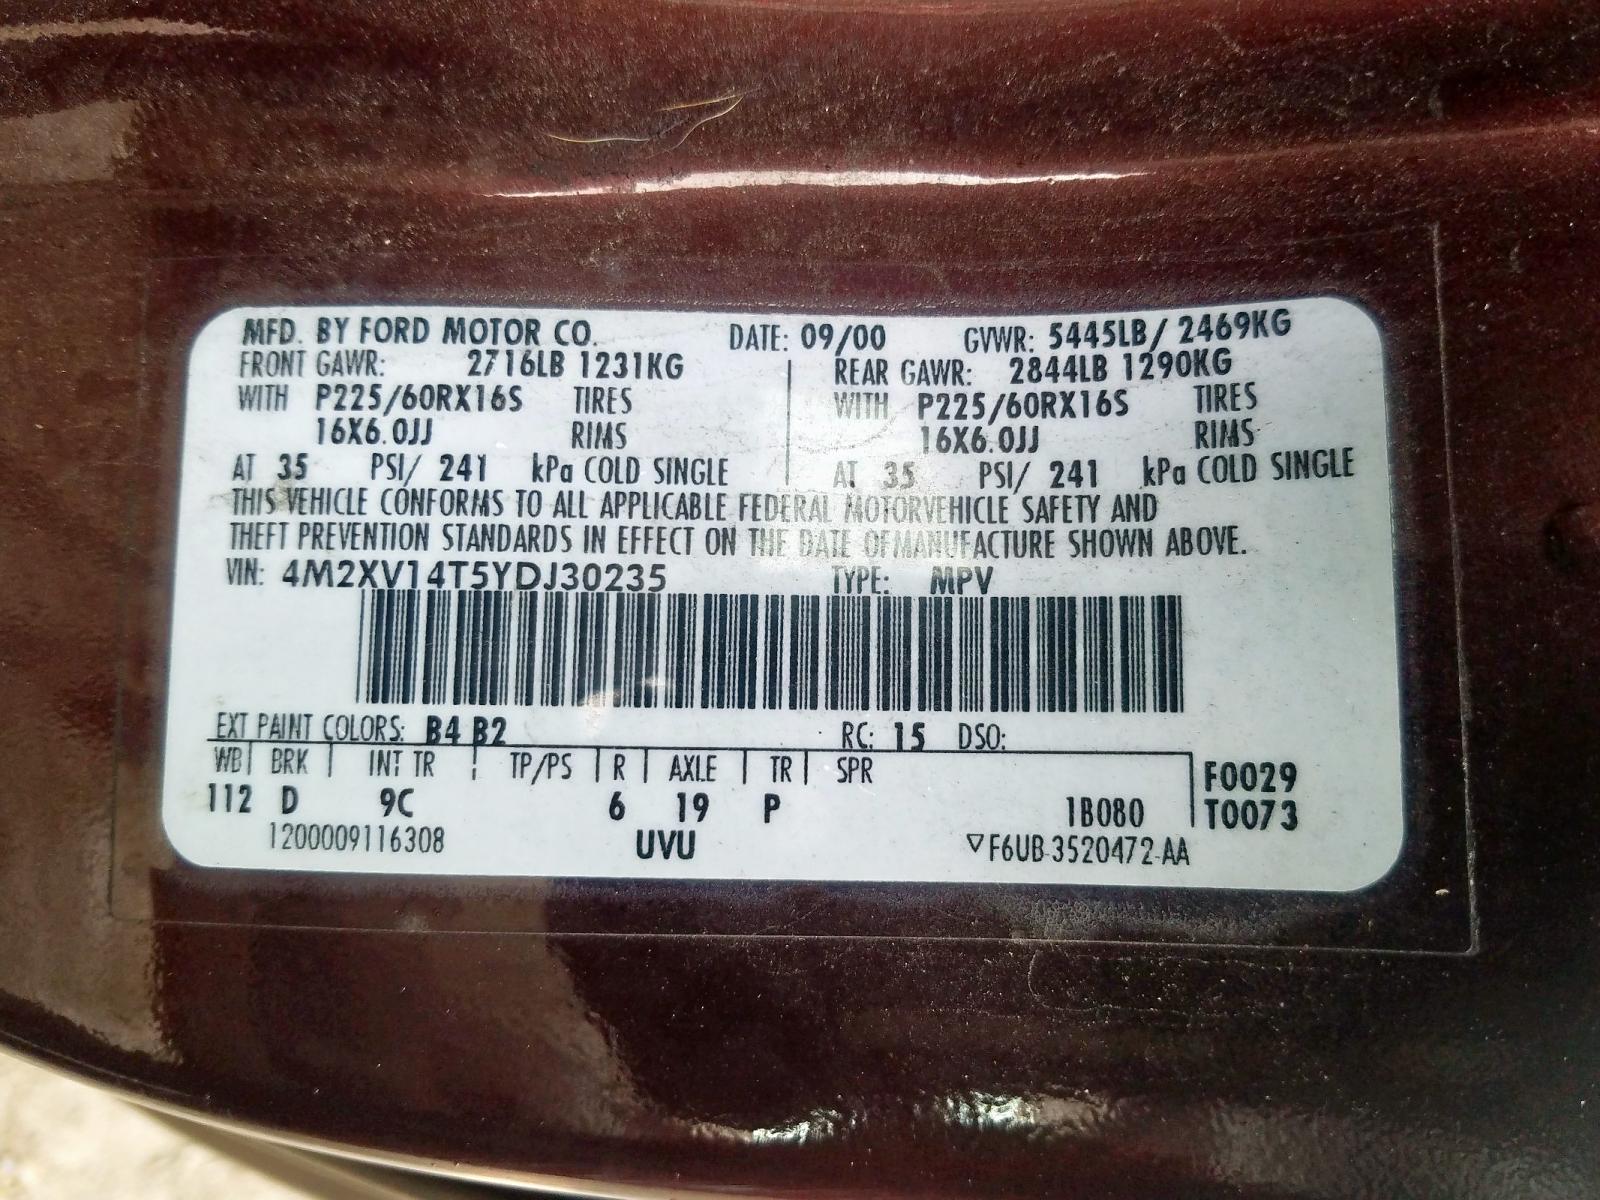 MFD. BY FORD MOTOR CO. DATE: 09/00 GVWR: 5445LB/ 2469KG
FRONT GAWR: 2716LB 1231KG REAR GAWR: 2844LB 1290KG
WITH P225/60RX16S TIRES WITH P225/60RX16S TIRES
16X6.0JJ RIMS 16X6.0JJ RIMS
AT 35 PSI/ 241 kPa COLD SINGLE AT 35 PSI/ 241 kPa COLD SINGLE
THIS VEHICLE CONFORMS TO ALL APPLICABLE FEDERAL MOTORVEHICLE SAFETY AND
THEFT PREVENTION STANDARDS IN EFFECT ON THE DATE OF MANUFACTURE SHOWN ABOVE.
VIN: 4M2XV14T5YDJ30235 TYPE: MPV
EXT PAINT COLORS: B4 B2 RC: 15 DSO:
WB BRK INT TR TP/PS R AXLE TR SPR F0029
112 D 9C 6 19 P 1B080 T0073
1200009116308 UVU ▽F6UB-3520472-AA